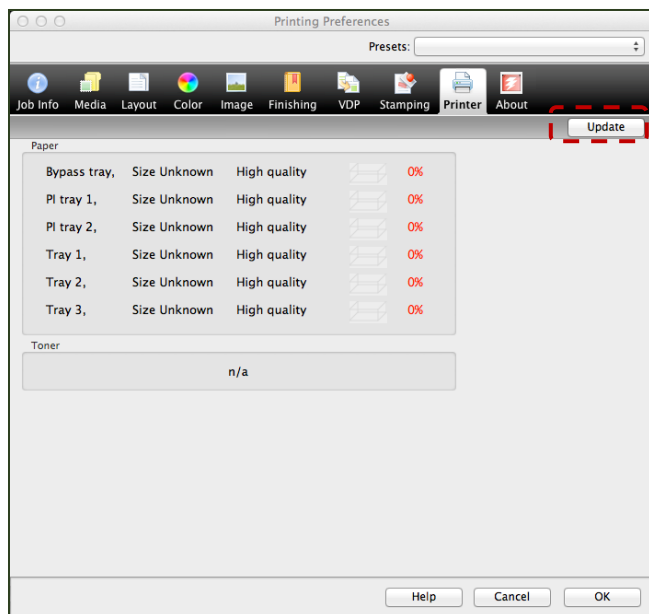 Printing Preferences
Presets:
Job Info Media Layout Color Image Finishing VDP Stamping Printer About
Update
Paper
Bypass tray, Size Unknown High quality 0%
PI tray 1, Size Unknown High quality 0%
PI tray 2, Size Unknown High quality 0%
Tray 1, Size Unknown High quality 0%
Tray 2, Size Unknown High quality 0%
Tray 3, Size Unknown High quality 0%
Toner
n/a
Help Cancel OK